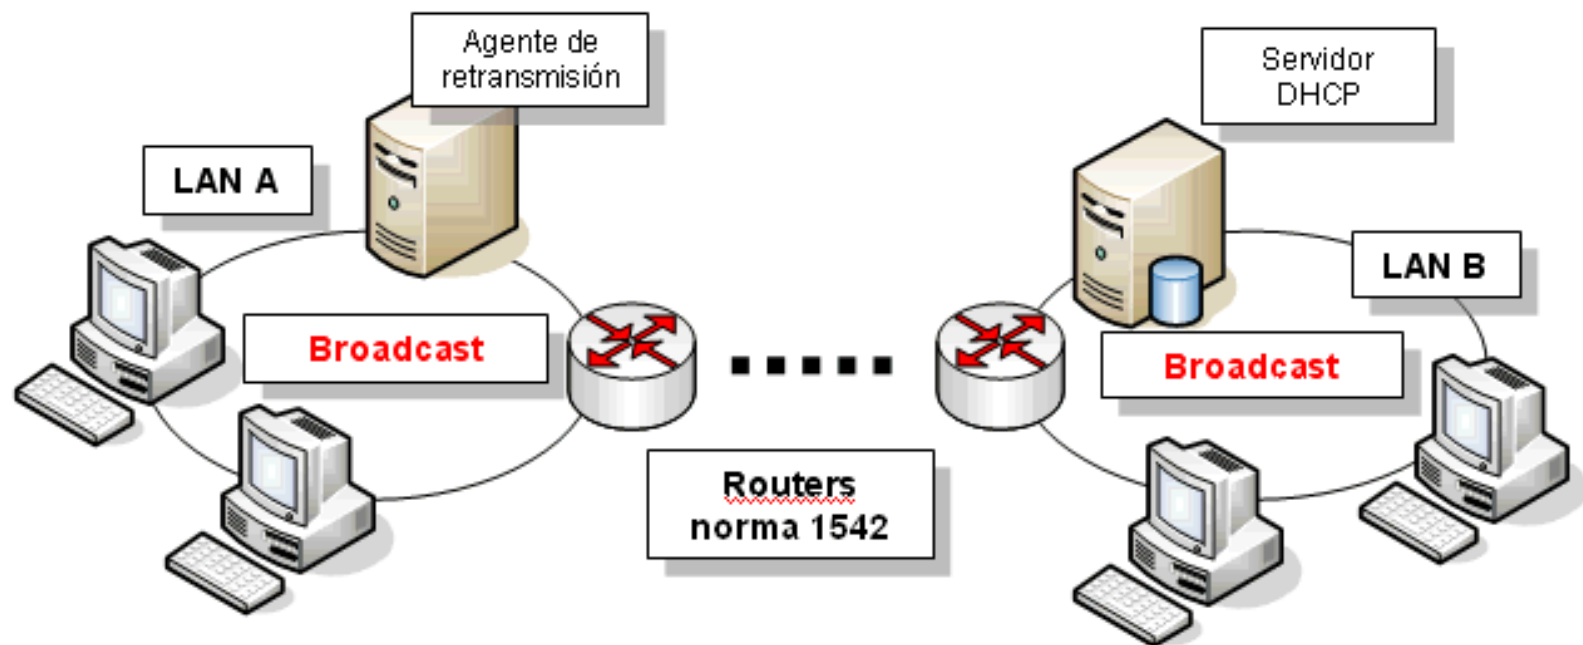 Agente de
retransmisión
Servidor
DHCP
LAN A
LAN B
Broadcast
Broadcast
Routers
norma 1542